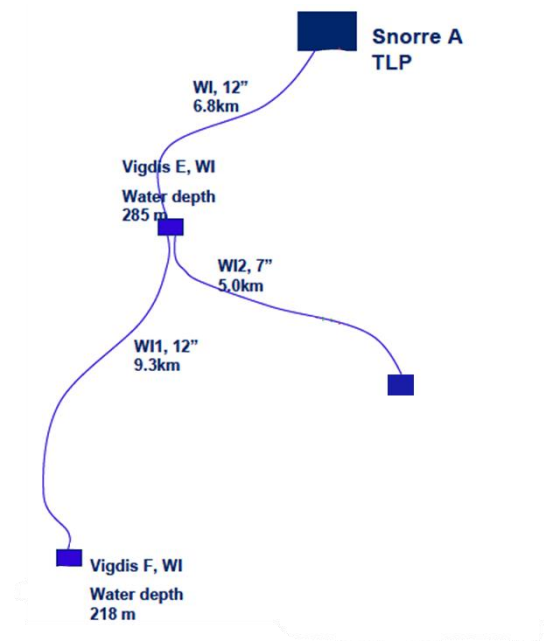 Snorre A
TLP
WI, 12”
6.8km
Vigdis E, WI
Water depth
285 m
WI2, 7”
5.0km
WI1, 12”
9.3km
Vigdis F, WI
Water depth
218 m